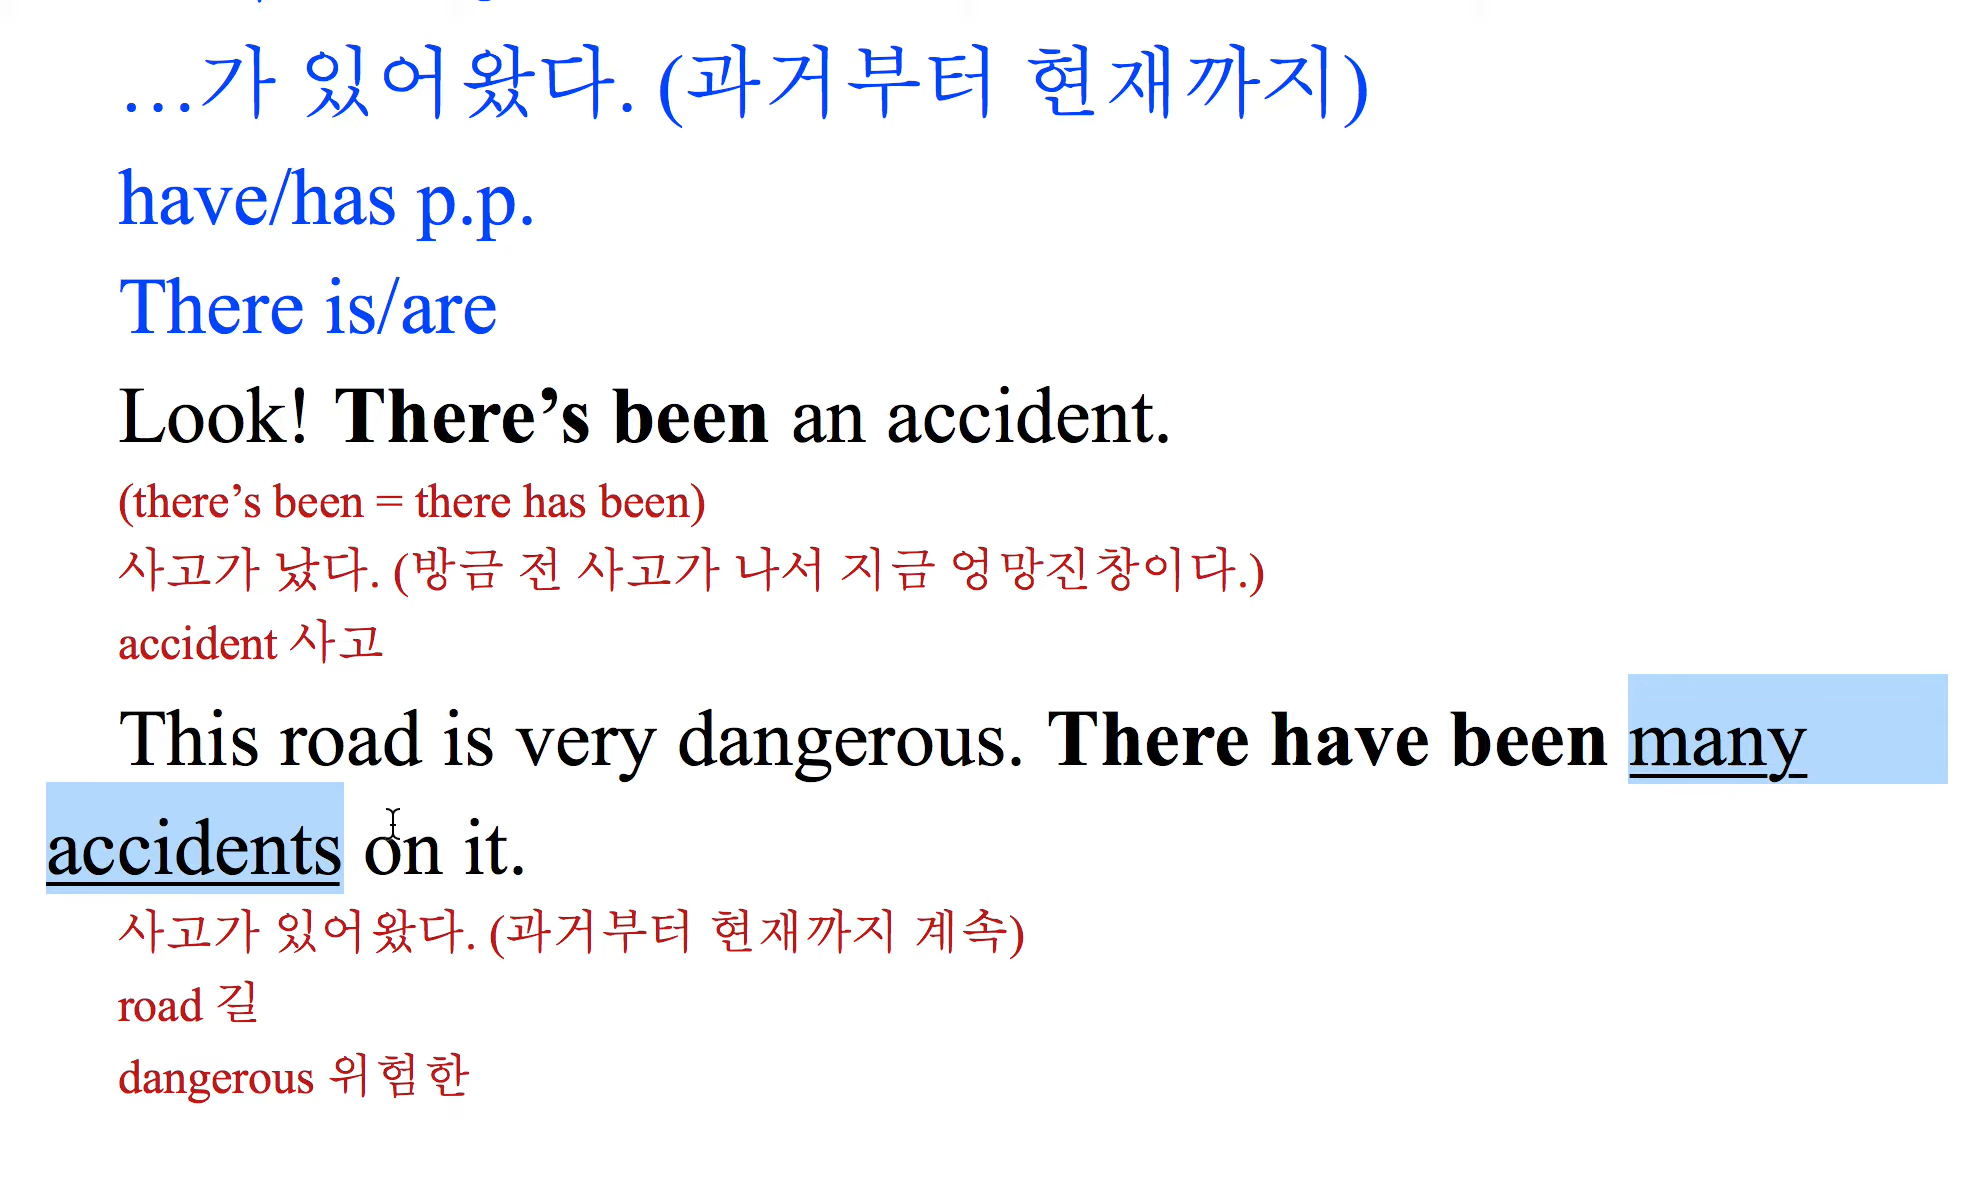 …가 있어왔다. (과거부터 현재까지)
have/has p.p.
There is/are
Look! There’s been an accident.
(there’s been = there has been)
사고가 났다. (방금 전 사고가 나서 지금 엉망진창이다.)
accident 사고
This road is very dangerous. There have been many
accidents on it.
사고가 있어왔다. (과거부터 현재까지 계속)
road 길
dangerous 위험한